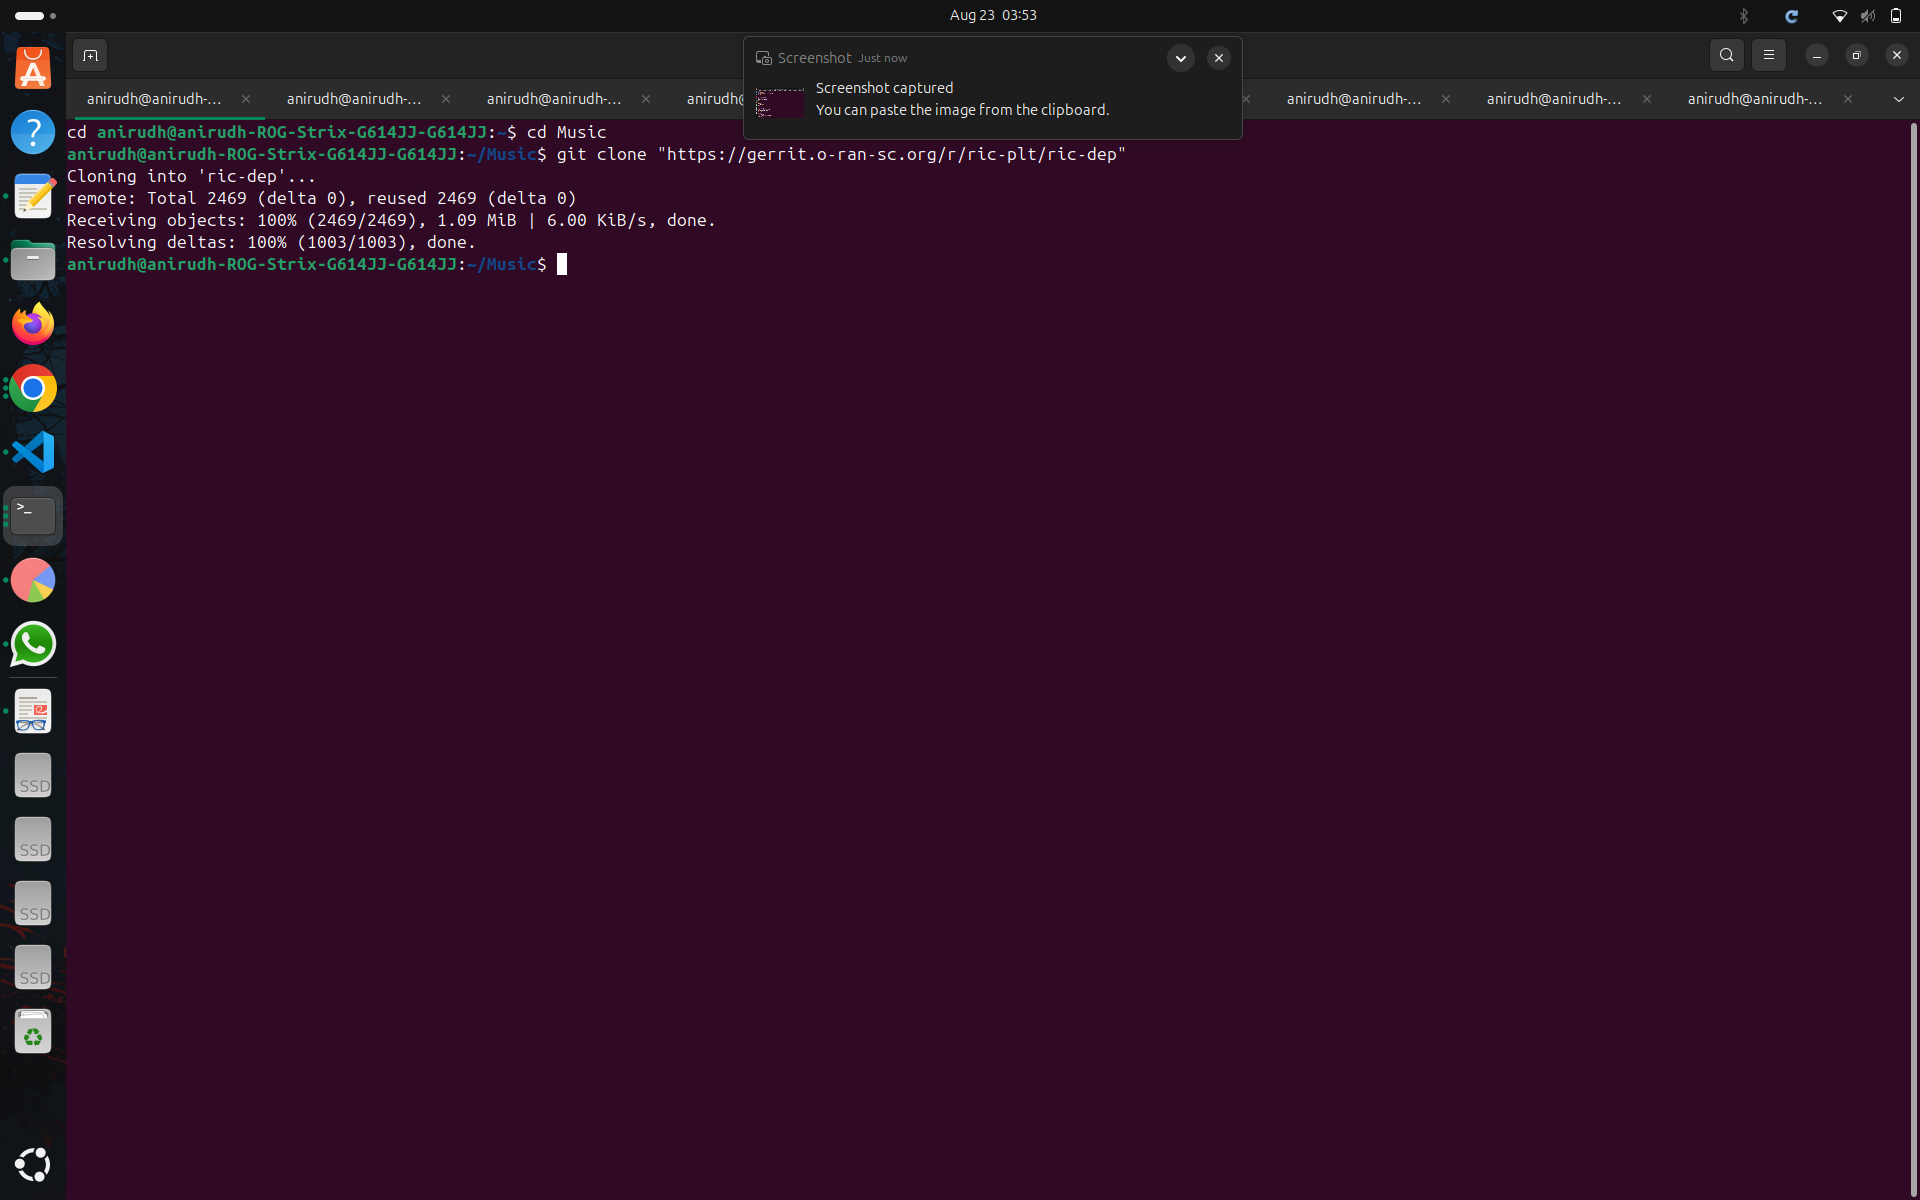 Aug 23 03:53
Screenshot Just now
Screenshot captured
You can paste the image from the clipboard.
anirudh@anirudh-... anirudh@anirudh-... anirudh@anirudh-... anirudh@ anirudh@anirudh-... anirudh@anirudh-... anirudh@anirudh-...
cd anirudh@anirudh-ROG-Strix-G614JJ-G614JJ:~$ cd Music
anirudh@anirudh-ROG-Strix-G614JJ-G614JJ:~/Music$ git clone "https://gerrit.o-ran-sc.org/r/ric-plt/ric-dep"
Cloning into 'ric-dep'...
remote: Total 2469 (delta 0), reused 2469 (delta 0)
Receiving objects: 100% (2469/2469), 1.09 MiB | 6.00 KiB/s, done.
Resolving deltas: 100% (1003/1003), done.
anirudh@anirudh-ROG-Strix-G614JJ-G614JJ:~/Music$
>_
SSD
SSD
SSD
SSD